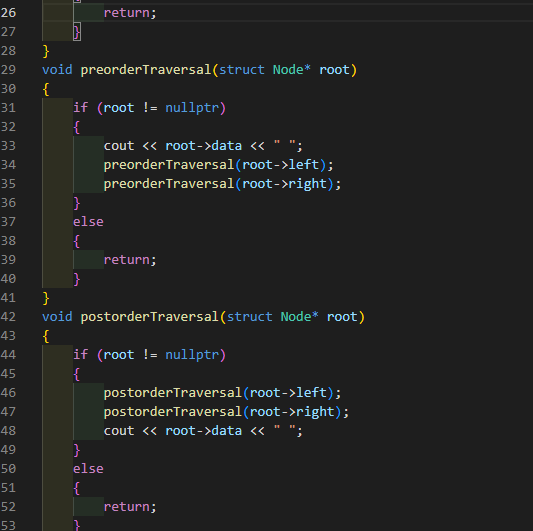 26 return;
27 }
28 }
29 void preorderTraversal(struct Node* root)
30 {
31 if (root != nullptr)
32 {
33 cout << root->data << " ";
34 preorderTraversal(root->left);
35 preorderTraversal(root->right);
36 }
37 else
38 {
39 return;
40 }
41 }
42 void postorderTraversal(struct Node* root)
43 {
44 if (root != nullptr)
45 {
46 postorderTraversal(root->left);
47 postorderTraversal(root->right);
48 cout << root->data << " ";
49 }
50 else
51 {
52 return;
53 }